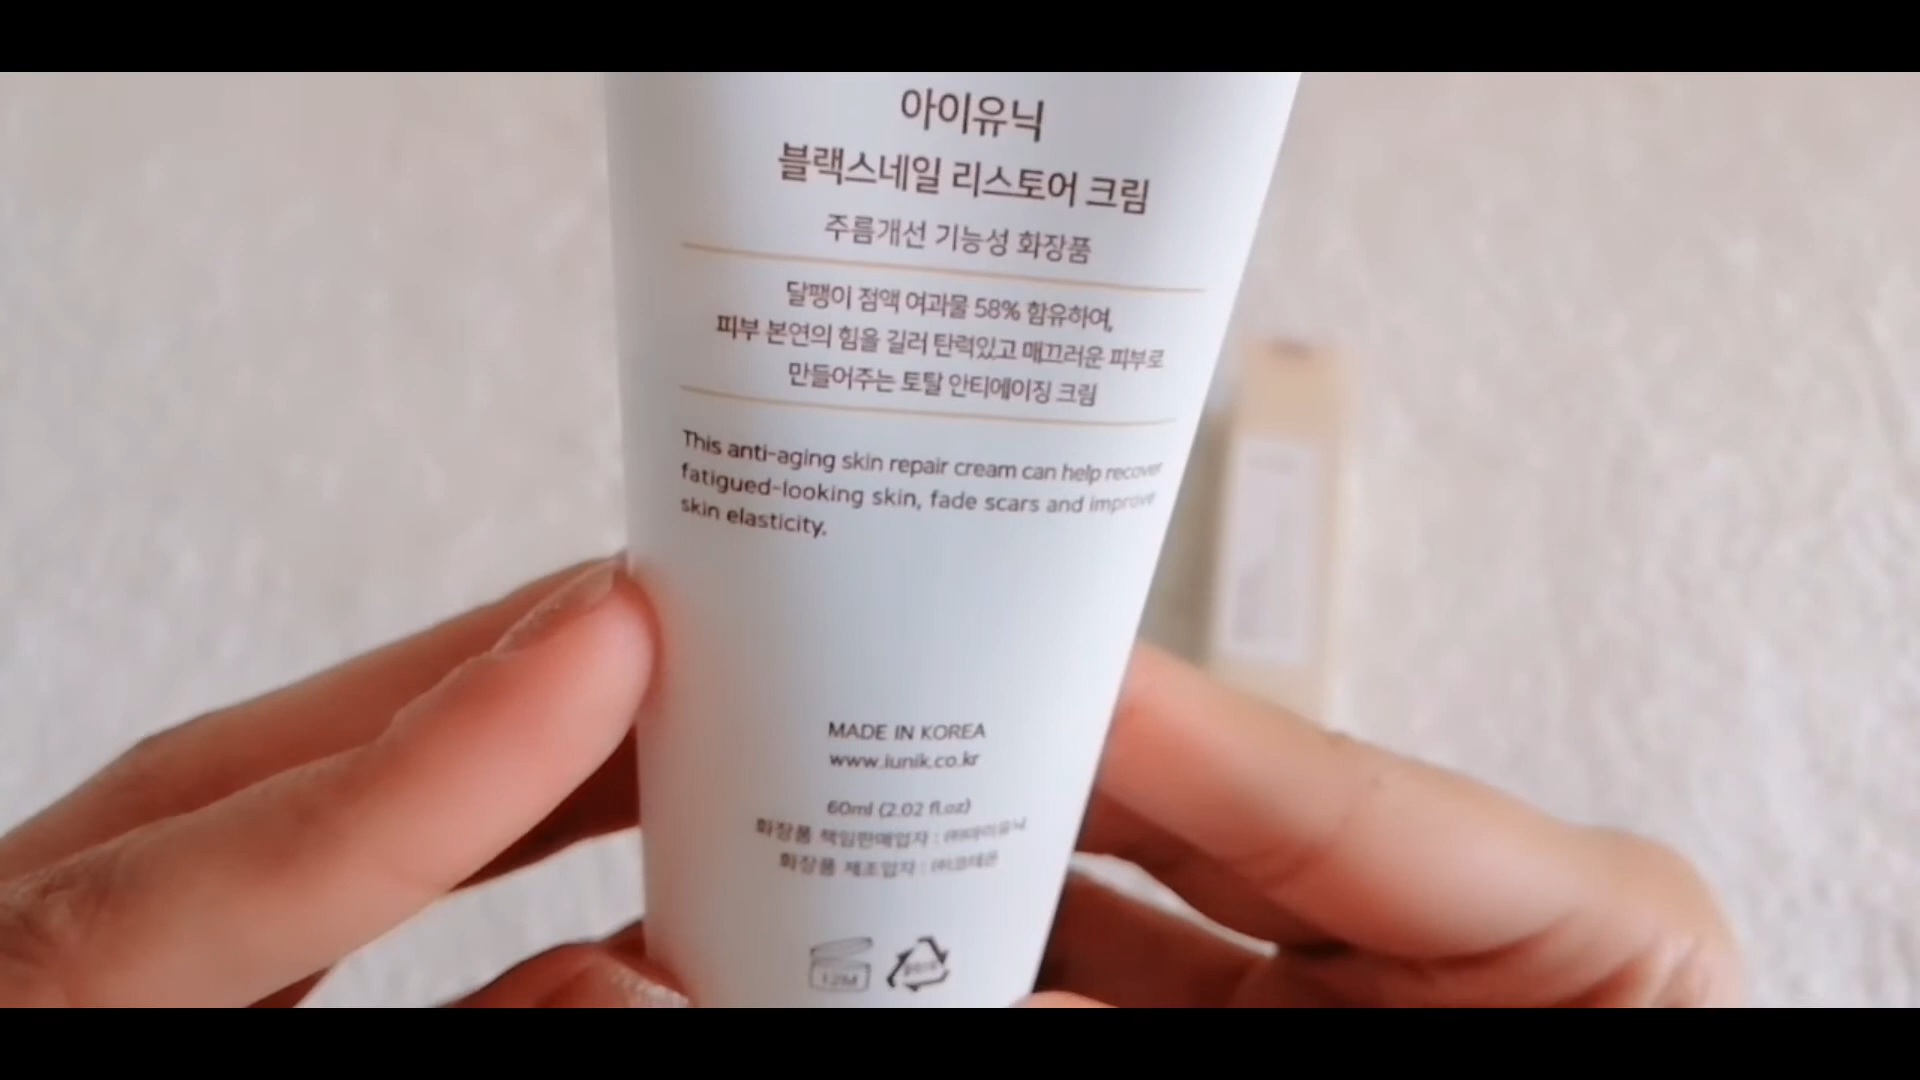 아이유닉
블랙스네일 리스토어 크림
주름개선 기능성 화장품
달팽이 점액 여과물 58% 함유하여,
피부 본연의 힘을 길러 탄력있고 매끄러운 피부로
만들어주는 토탈 안티에이징 크림
This anti-aging skin repair cream can help recover
fatigued-looking skin, fade scars and improve
skin elasticity.
MADE IN KOREA
www.iunik.co.kr
60ml (2.02 fl.oz)
화장품 책임판매업자 : ㈜아이유닉
화장품 제조업자 :
12M